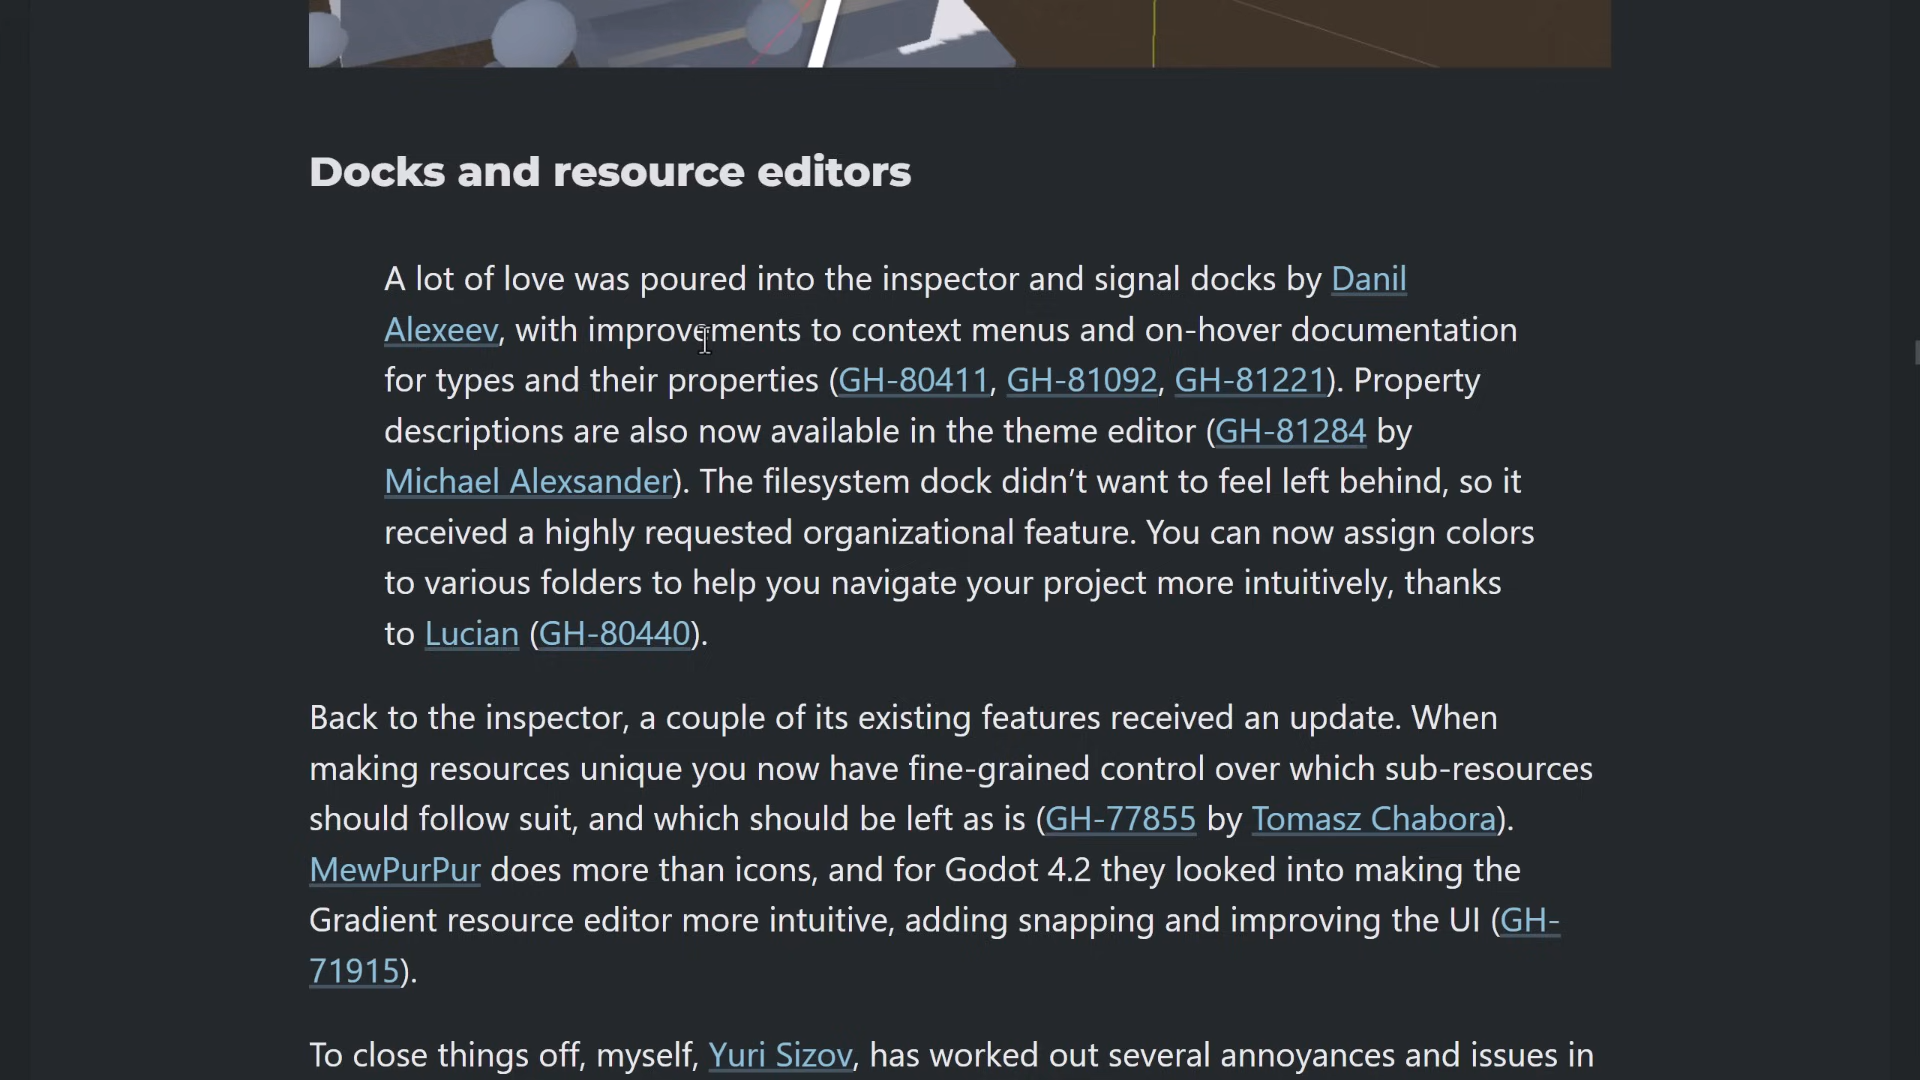 Docks and resource editors
A lot of love was poured into the inspector and signal docks by Danil
Alexeev, with improvements to context menus and on-hover documentation
for types and their properties (GH-80411, GH-81092, GH-81221). Property
descriptions are also now available in the theme editor (GH-81284 by
Michael Alexsander). The filesystem dock didn’t want to feel left behind, so it
received a highly requested organizational feature. You can now assign colors
to various folders to help you navigate your project more intuitively, thanks
to Lucian (GH-80440).
Back to the inspector, a couple of its existing features received an update. When
making resources unique you now have fine-grained control over which sub-resources
should follow suit, and which should be left as is (GH-77855 by Tomasz Chabora).
MewPurPur does more than icons, and for Godot 4.2 they looked into making the
Gradient resource editor more intuitive, adding snapping and improving the UI (GH-
71915).
To close things off, myself, Yuri Sizov, has worked out several annoyances and issues in